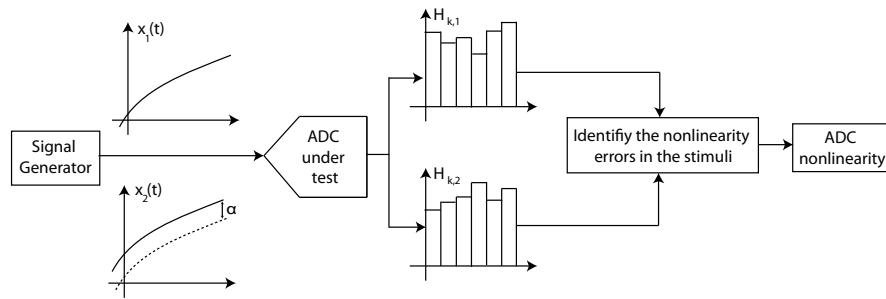 x1(t)
Hk,1
Signal
Generator
ADC
under
test
Identifiy the nonlinearity
errors in the stimuli
ADC
nonlinearity
x2(t)
α
Hk,2